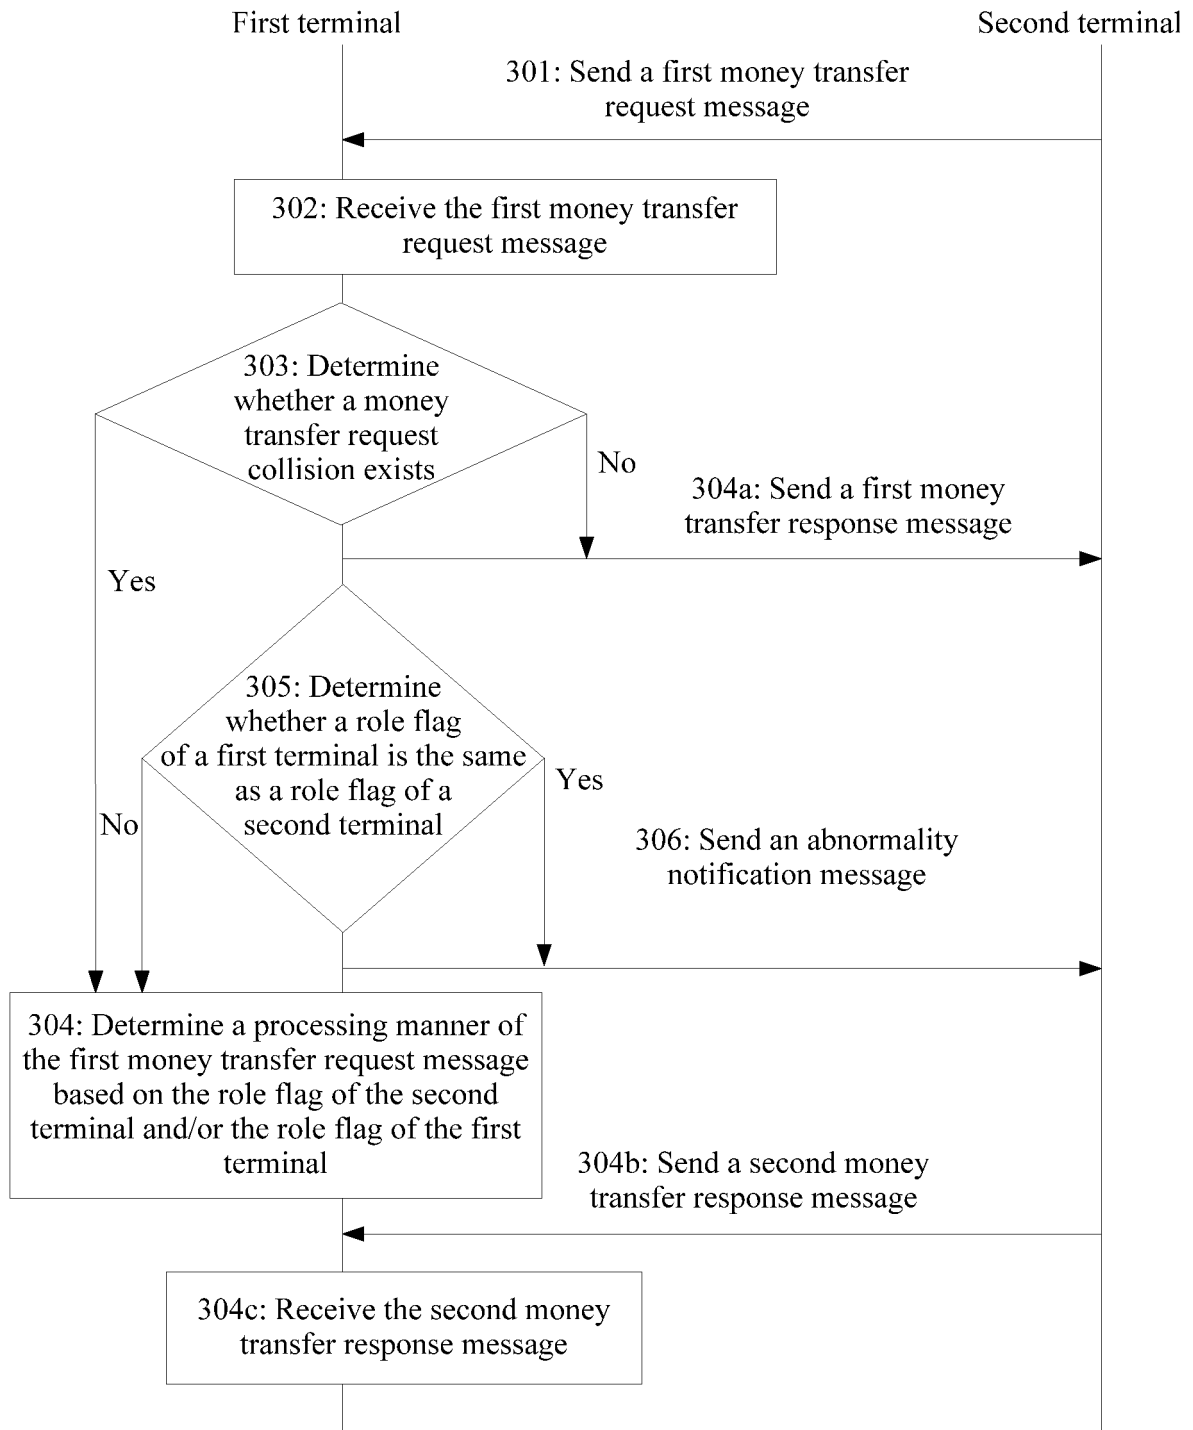 First terminal
Second terminal
301: Send a first money transfer
request message
302: Receive the first money transfer
request message
303: Determine
whether a money
transfer request
collision exists
No
304a: Send a first money
transfer response message
Yes
305: Determine
whether a role flag
of a first terminal is the same
as a role flag of a
second terminal
Yes
No
306: Send an abnormality
notification message
304: Determine a processing manner of
the first money transfer request message
based on the role flag of the second
terminal and/or the role flag of the first
terminal
304b: Send a second money
transfer response message
304c: Receive the second money
transfer response message